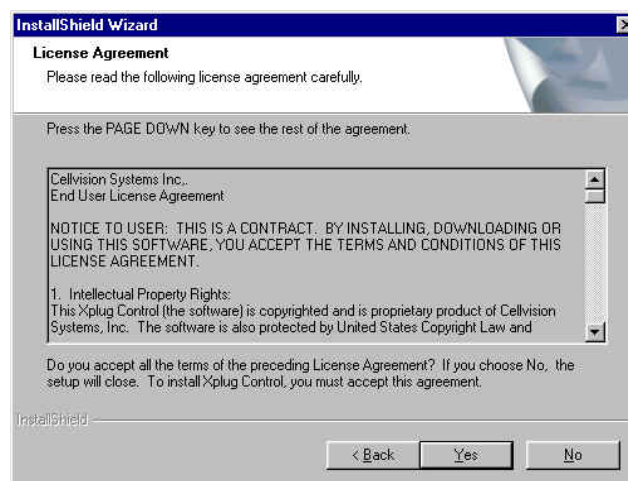 InstallShield Wizard
License Agreement
Please read the following license agreement carefully.
Press the PAGE DOWN key to see the rest of the agreement.
Cellvision Systems Inc,.
End User License Agreement
NOTICE TO USER: THIS IS A CONTRACT. BY INSTALLING, DOWNLOADING OR
USING THIS SOFTWARE, YOU ACCEPT THE TERMS AND CONDITIONS OF THIS
LICENSE AGREEMENT.
1. Intellectual Property Rights:
This Xplug Control (the software) is copyrighted and is proprietary product of Cellvision
Systems, Inc. The software is also protected by United States Copyright Law and
Do you accept all the terms of the preceding License Agreement? If you choose No, the
setup will close. To install Xplug Control, you must accept this agreement.
InstallShield
< Back Yes No